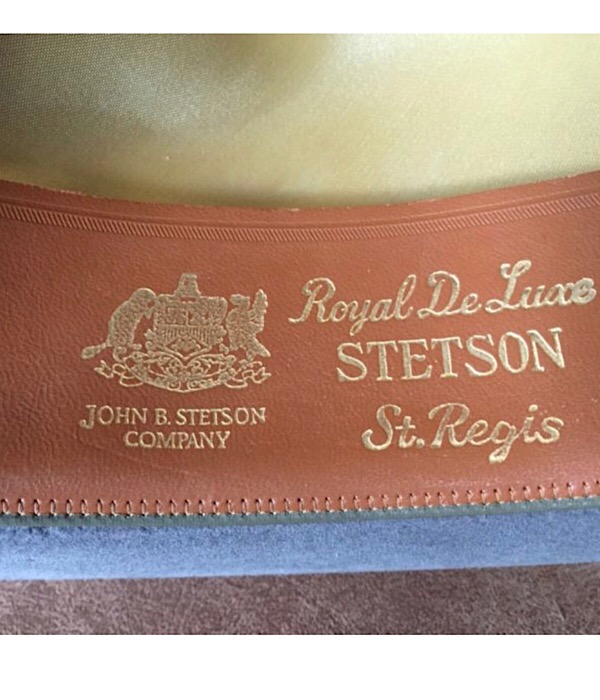 JOHN B. STETSON
COMPANY
Royal De Luxe
STETSON
St. Regis